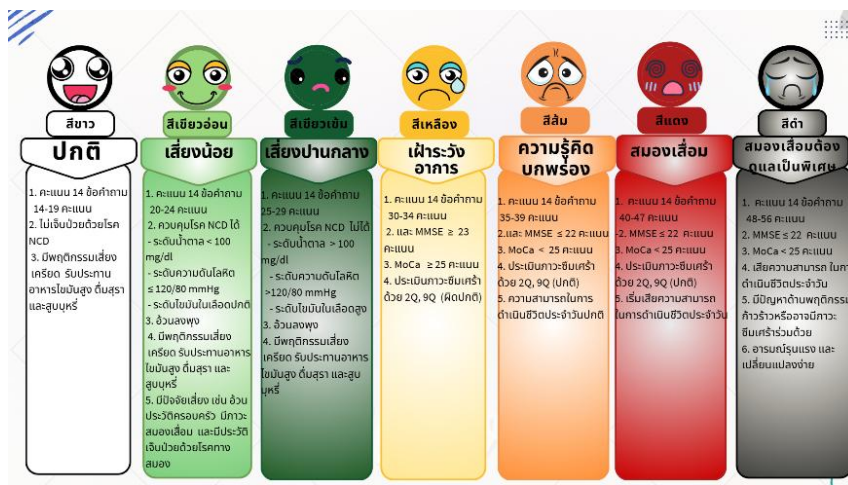 สีขาว
ปกติ
1. คะแนน 14 ข้อคำถาม
14-19 คะแนน
2. ไม่เจ็บป่วยด้วยโรค
NCD
3. มีพฤติกรรมเสี่ยง
เครียด รับประทาน
อาหารไขมันสูง ดื่มสุรา
และสูบบุหรี่
สีเขียวอ่อน
เสี่ยงน้อย
1. คะแนน 14 ข้อคำถาม
20-24 คะแนน
2. ควบคุมโรค NCD ได้
- ระดับน้ำตาล < 100
mg/dl
- ระดับความดันโลหิต
≤ 120/80 mmHg
- ระดับไขมันในเลือดปกติ
3. อ้วนลงพุง
4. มีพฤติกรรมเสี่ยง
เครียด รับประทานอาหาร
ไขมันสูง ดื่มสุรา และ
สูบบุหรี่
5. มีปัจจัยเสี่ยง เช่น อ้วน
ประวัติครอบครัว มีภาวะ
สมองเสื่อม และมีประวัติ
เจ็บป่วยด้วยโรคทาง
สมอง
สีเขียวเข้ม
เสี่ยงปานกลาง
1. คะแนน 14 ข้อคำถาม
25-29 คะแนน
2. ควบคุมโรค NCD ไม่ได้
- ระดับน้ำตาล > 100
mg/dl
- ระดับความดันโลหิต
>120/80 mmHg
- ระดับไขมันในเลือดสูง
3. อ้วนลงพุง
4. มีพฤติกรรมเสี่ยง
เครียด รับประทานอาหาร
ไขมันสูง ดื่มสุรา และสูบ
บุหรี่
สีเหลือง
เฝ้าระวัง
อาการ
1. คะแนน 14 ข้อคำถาม
30-34 คะแนน
2. และ MMSE ≥ 23
คะแนน
3. MoCa ≥ 25 คะแนน
4. ประเมินภาวะซึมเศร้า
ด้วย 2Q, 9Q (ผิดปกติ)
สีส้ม
ความรู้คิด
บกพร่อง
1. คะแนน 14 ข้อคำถาม
35-39 คะแนน
2.และ MMSE ≤ 22 คะแนน
3. MoCa < 25 คะแนน
4. ประเมินภาวะซึมเศร้า
ด้วย 2Q, 9Q (ปกติ)
5. ความสามารถในการ
ดำเนินชีวิตประจำวันปกติ
สีแดง
สมองเสื่อม
1. คะแนน 14 ข้อคำถาม
40-47 คะแนน
2. MMSE ≤ 22 คะแนน
3. MoCa < 25 คะแนน
4. ประเมินภาวะซึมเศร้า
ด้วย 2Q, 9Q (ปกติ)
5. เริ่มเสียความสามารถ
ในการดำเนินชีวิตประจำวัน
สีดำ
สมองเสื่อมต้อง
ดูแลเป็นพิเศษ
1. คะแนน 14 ข้อคำถาม
48-56 คะแนน
2. MMSE ≤ 22 คะแนน
3. MoCa < 25 คะแนน
4. เสียความสามารถ ในกา
ดำเนินชีวิตประจำวัน
5. มีปัญหาด้านพฤติกรรม
ก้าวร้าวหรืออาจมีภาวะ
ซึมเศร้าร่วมด้วย
6. อารมณ์รุนแรง และ
เปลี่ยนแปลงง่าย